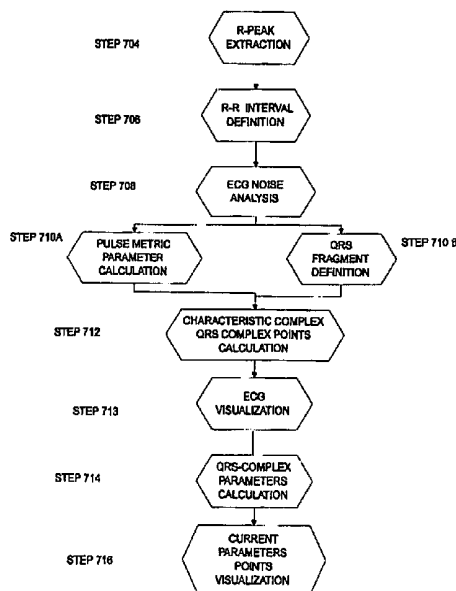 STEP 704
R-PEAK
EXTRACTION
STEP 706
R-R INTERVAL
DEFINITION
STEP 708
ECG NOISE
ANALYSIS
STEP 710A
PULSE METRIC
PARAMETER
CALCULATION
QRS
FRAGMENT
DEFINITION
STEP 710 B
STEP 712
CHARACTERISTIC COMPLEX
QRS COMPLEX POINTS
CALCULATION
STEP 713
ECG
VISUALIZATION
STEP 714
QRS-COMPLEX
PARAMETERS
CALCULATION
STEP 716
CURRENT
PARAMETERS
POINTS
VISUALIZATION